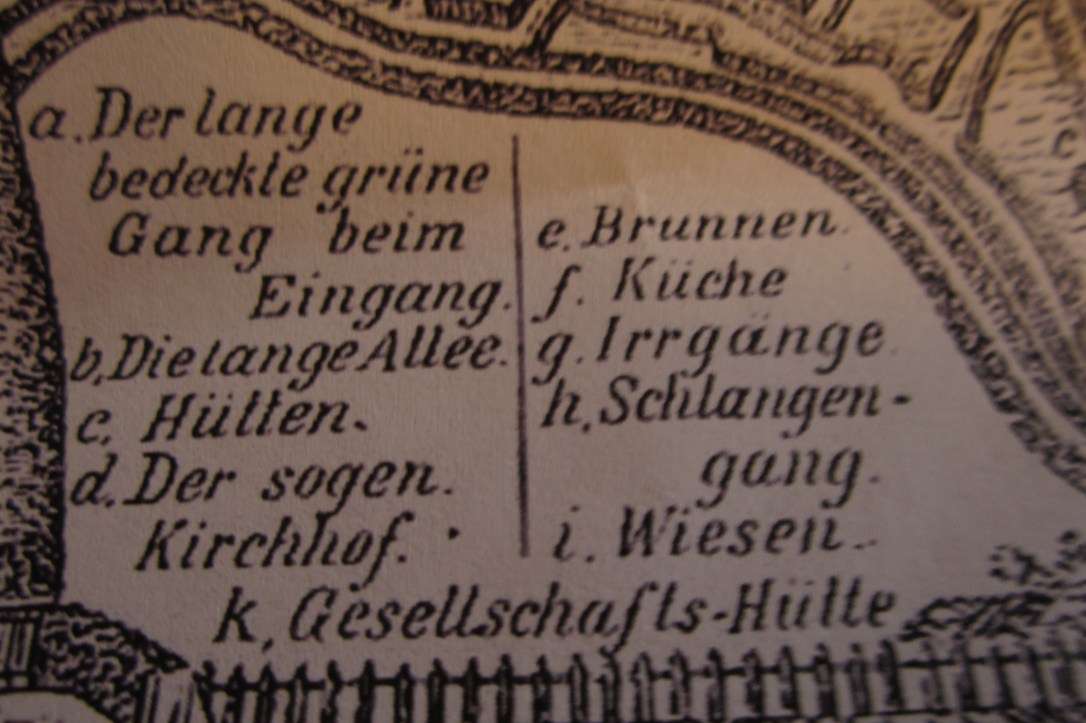 a. Der lange
bedeckte grüne
Gang beim
Eingang.
b. Die lange Allee.
c. Hütten.
d. Der sogen.
Kirchhof.
e. Brunnen.
f. Küche
g. Irrgänge.
h. Schlangen-
gang.
i. Wiesen.
k. Gesellschafts-Hütte